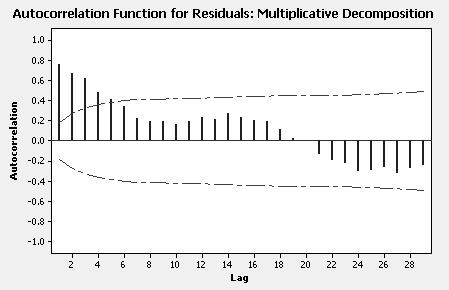 Autocorrelation Function for Residuals: Multiplicative Decomposition
1.0
0.8
0.6
0.4
0.2
0.0
-0.2
-0.4
-0.6
-0.8
-1.0
Autocorrelation
2 4 6 8 10 12 14 16 18 20 22 24 26 28
Lag